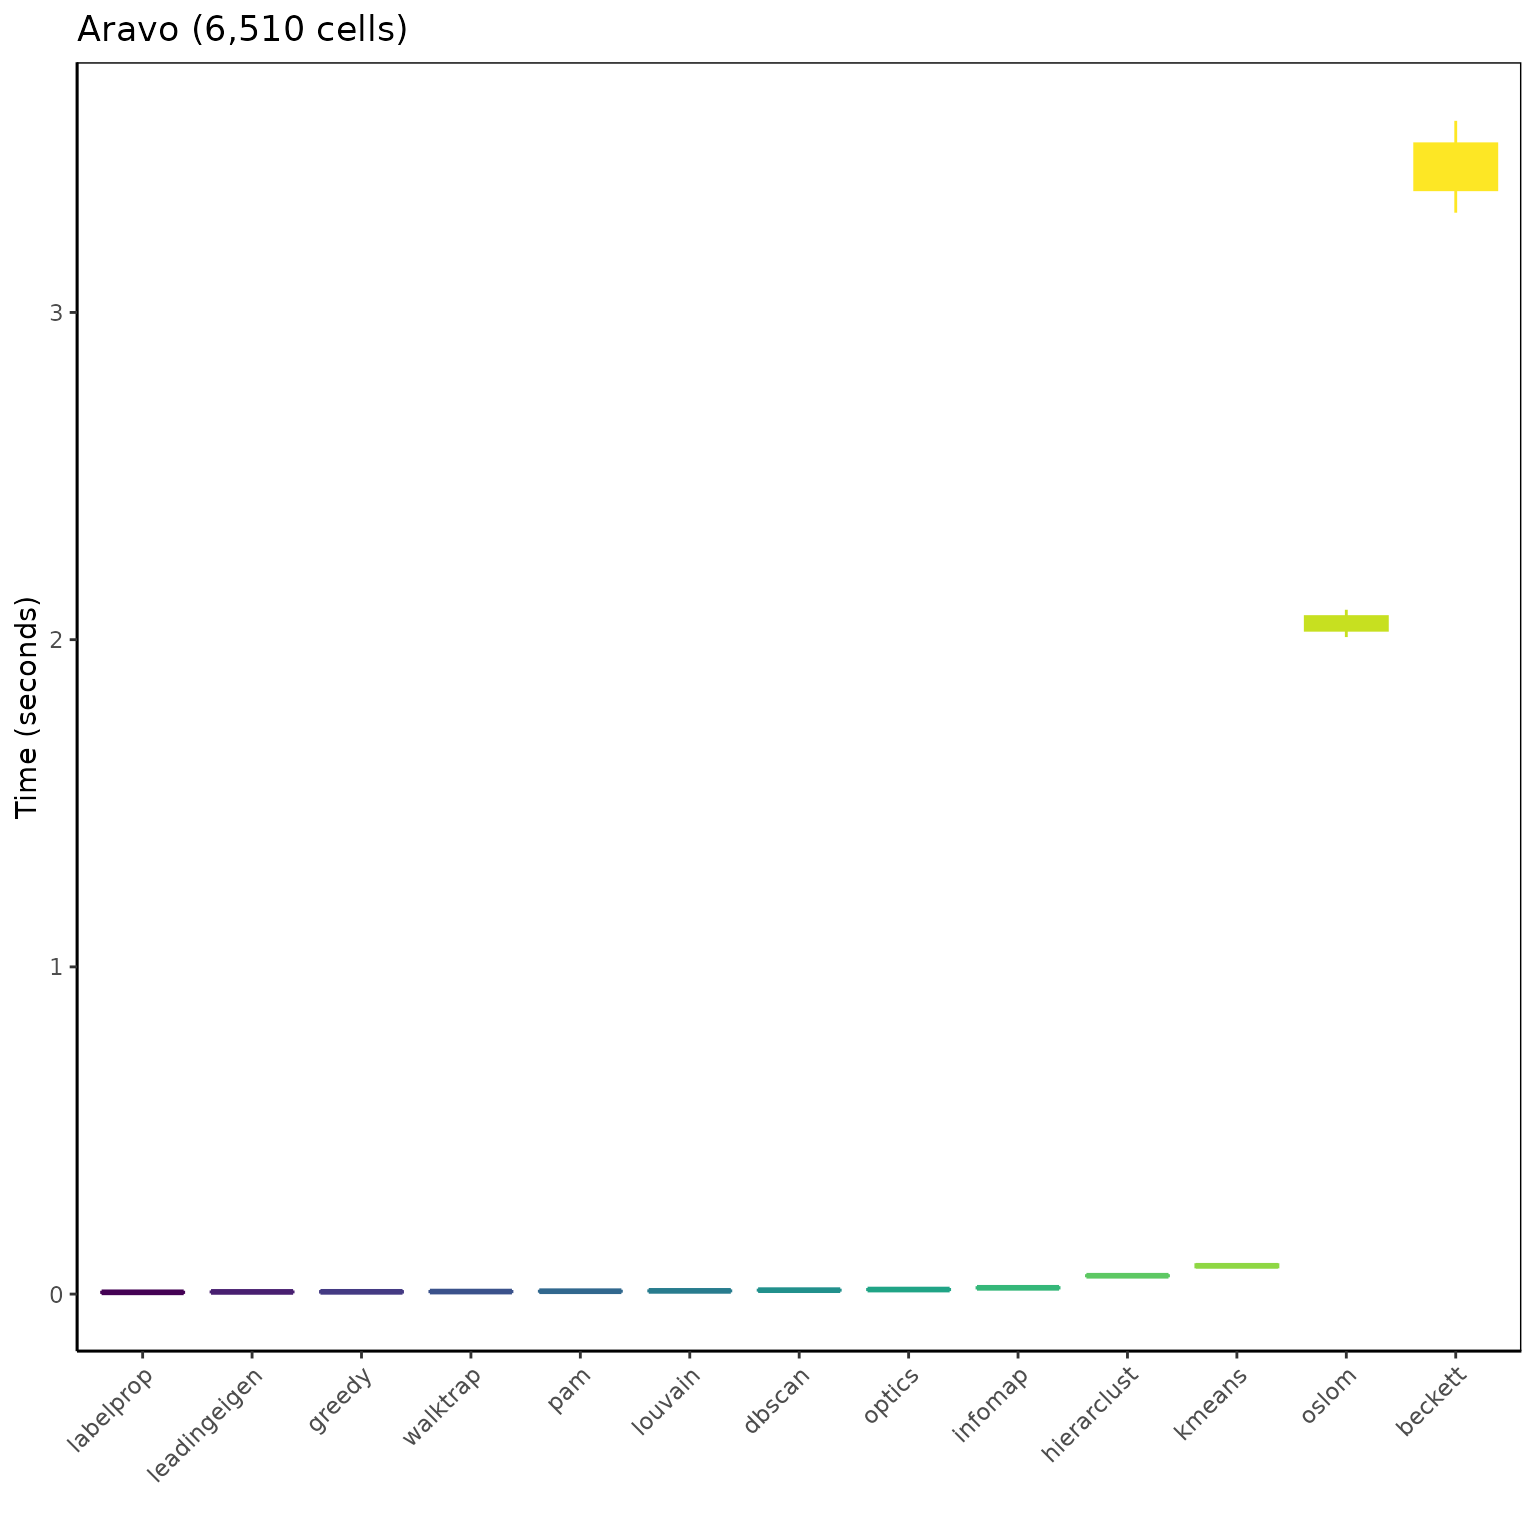 Aravo (6,510 cells)
Time (seconds)
3
2
1
0
labelprop
leadingeigen
greedy
walktrap
pam
louvain
dbscan
optics
infomap
hierarclust
kmeans
oslom
beckett